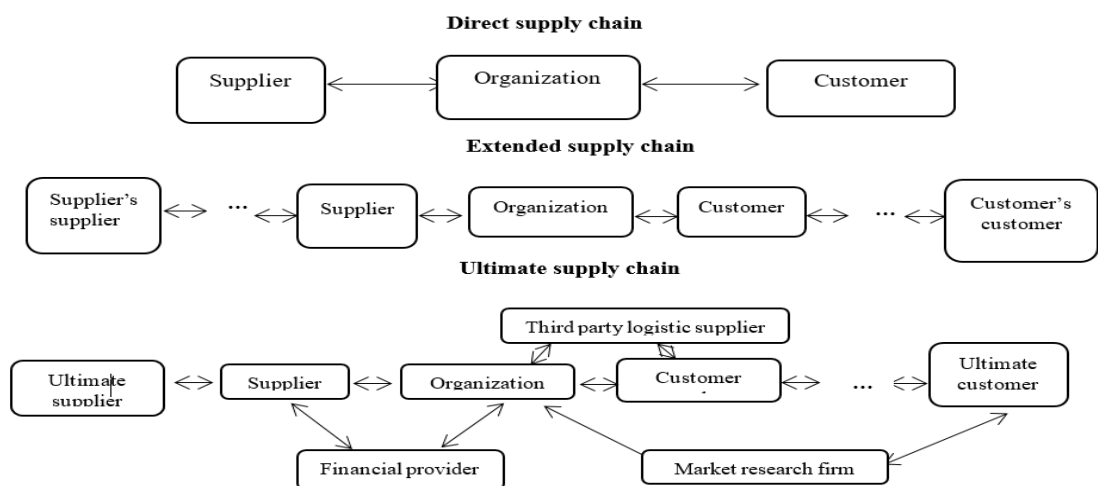 Direct supply chain
Supplier
Organization
Customer
Extended supply chain
Supplier’s
supplier
...
Supplier
Organization
Customer
...
Customer’s
customer
Ultimate supply chain
Third party logistic supplier
Ultimate
supplier
Supplier
Organization
Customer
...
Ultimate
customer
Financial provider
Market research firm